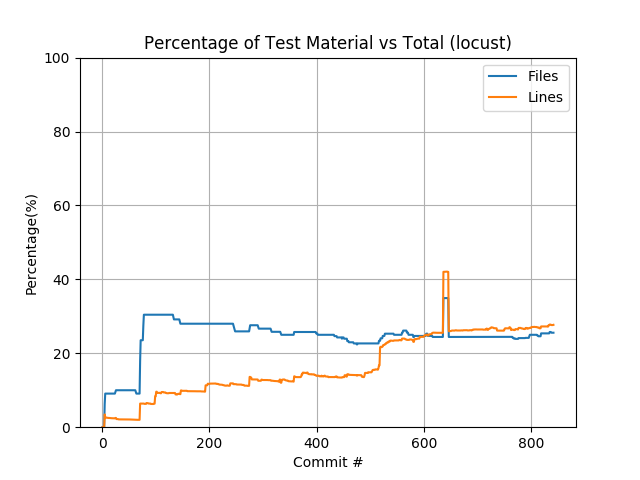 Percentage of Test Material vs Total (locust)
Files
Lines
Percentage(%)
100
80
60
40
20
0
0 200 400 600 800
Commit #